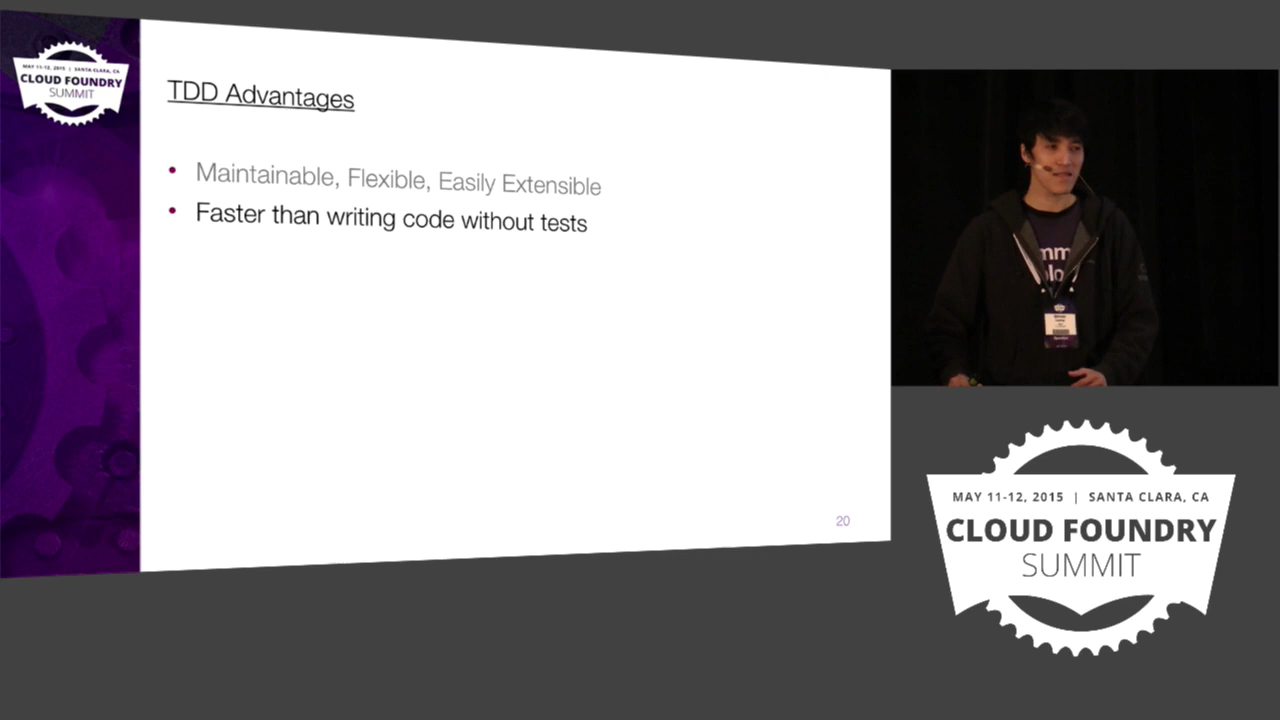 MAY 11-12, 2015 | SANTA CLARA, CA
CLOUD FOUNDRY
SUMMIT
TDD Advantages
• Maintainable, Flexible, Easily Extensible
• Faster than writing code without tests
20
MAY 11-12, 2015 | SANTA CLARA, CA
CLOUD FOUNDRY
SUMMIT